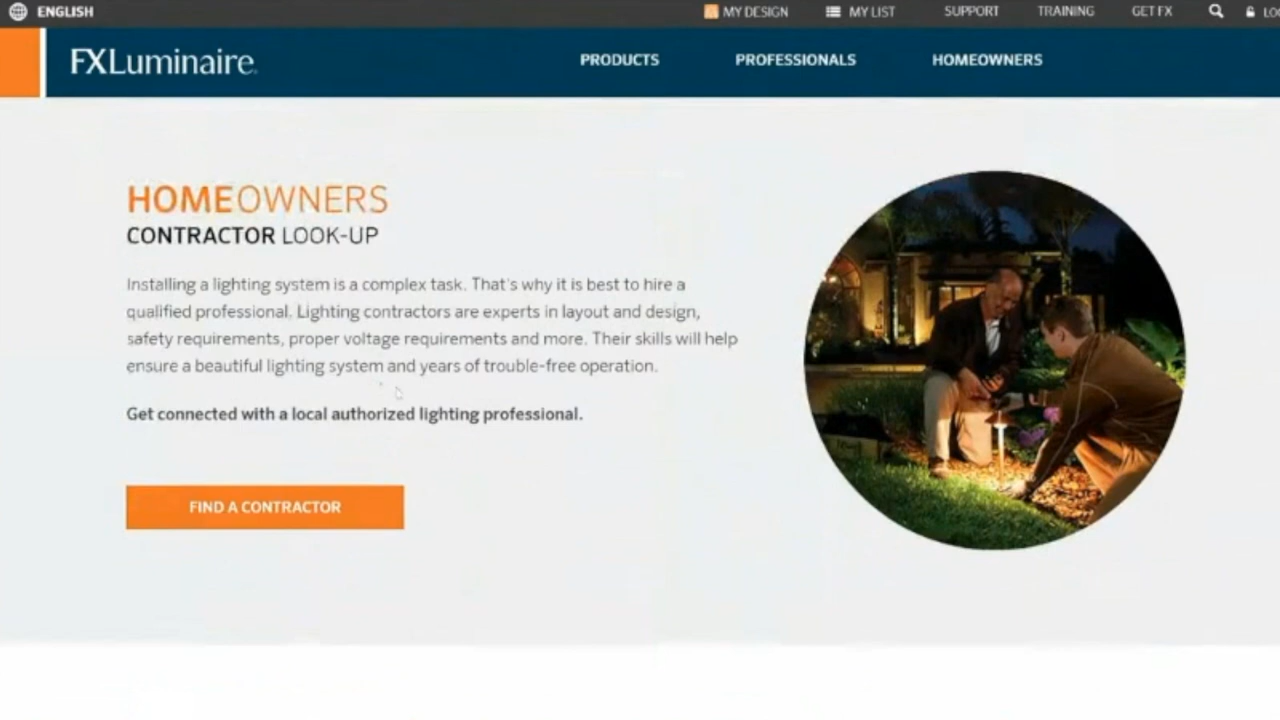 ENGLISH
MY DESIGN
MY LIST
SUPPORT
TRAINING
GET FX
FXLuminaire.
PRODUCTS
PROFESSIONALS
HOMEOWNERS
HOMEOWNERS
CONTRACTOR LOOK-UP
Installing a lighting system is a complex task. That's why it is best to hire a
qualified professional. Lighting contractors are experts in layout and design,
safety requirements, proper voltage requirements and more. Their skills will help
ensure a beautiful lighting system and years of trouble-free operation.
Get connected with a local authorized lighting professional.
FIND A CONTRACTOR